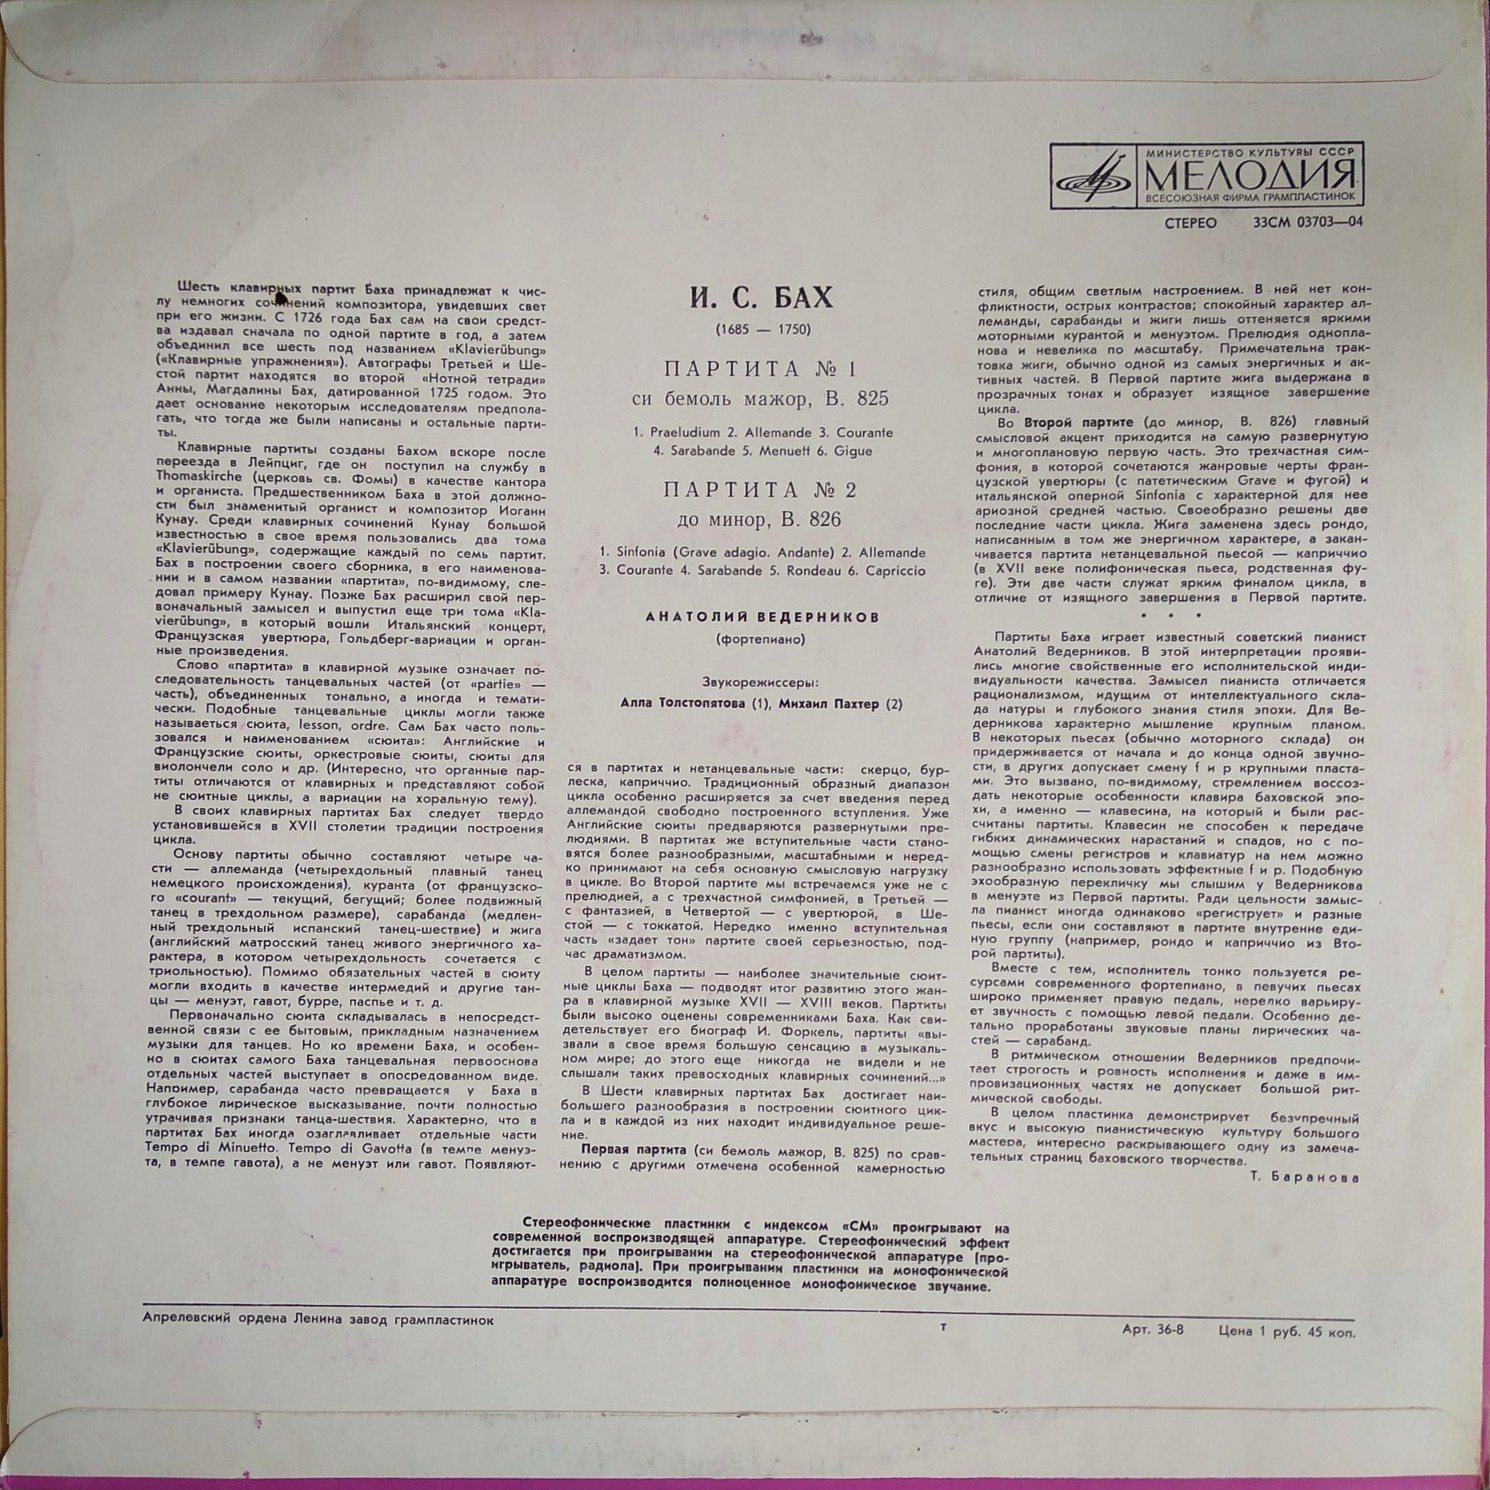 МИНИСТЕРСТВО КУЛЬТУРЫ СССР
МЕЛОДИЯ
ВСЕСОЮЗНАЯ ФИРМА ГРАМПЛАСТИНОК
СТЕРЕО 33СМ 03703—04
Шесть клавирных партит Баха принадлежат к чис-
лу немногих сочинений композитора, увидевших свет
при его жизни. С 1726 года Бах сам на свои средст-
ва издавал сначала по одной партите в год, а затем
объединил все шесть под названием «Klavierübung»
(«Клавирные упражнения»). Автографы Третьей и Ше-
стой партит находятся во второй «Нотной тетради»
Анны, Магдалины Бах, датированной 1725 годом. Это
дает основание некоторым исследователям предпола-
гать, что тогда же были написаны и остальные парти-
ты.
Клавирные партиты созданы Бахом вскоре после
переезда в Лейпциг, где он поступил на службу в
Thomaskirche (церковь св. Фомы) в качестве кантора
и органиста. Предшественником Баха в этой должно-
сти был знаменитый органист и композитор Иоганн
Кунау. Среди клавирных сочинений Кунау большой
известностью в свое время пользовались два тома
«Klavierübung», содержащие каждый по семь партит.
Бах в построении своего сборника, в его наименова-
нии и в самом названии «партита», по-видимому, сле-
довал примеру Кунау. Позже Бах расширил свой пер-
воначальный замысел и выпустил еще три тома «Kla-
vierübung», в который вошли Итальянский концерт,
Французская увертюра, Гольдберг-вариации и орган-
ные произведения.
Слово «партита» в клавирной музыке означает по-
следовательность танцевальных частей (от «partie» —
часть), объединенных тонально, а иногда и темати-
чески. Подобные танцевальные циклы могли также
называеться сюита, lesson, ordre. Сам Бах часто поль-
зовался и наименованием «сюита»: Английские и
Французские сюиты, оркестровые сюиты, сюиты для
виолончели соло и др. (Интересно, что органные пар-
титы отличаются от клавирных и представляют собой
не сюитные циклы, а вариации на хоральную тему).
В своих клавирных партитах Бах следует твердо
установившейся в XVII столетии традиции построения
цикла.
Основу партиты обычно составляют четыре ча-
сти — аллеманда (четырехдольный плавный танец
немецкого происхождения), куранта (от французско-
го «courant» — текущий, бегущий; более подвижный
танец в трехдольном размере), сарабанда (медлен-
ный трехдольный испанский танец-шествие) и жига
(английский матросский танец живого энергичного ха-
рактера, в котором четырехдольность сочетается с
триольностью). Помимо обязательных частей в сюиту
могли входить в качестве интермедий и другие тан-
цы — менуэт, гавот, бурре, паспье и т. д.
Первоначально сюита складывалась в непосредст-
венной связи с ее бытовым, прикладным назначением
музыки для танцев. Но ко времени Баха, и особен-
но в сюитах самого Баха танцевальная первооснова
отдельных частей выступает в опосредованном виде.
Например, сарабанда часто превращается у Баха в
глубокое лирическое высказывание, почти полностью
утрачивая признаки танца-шествия. Характерно, что в
партитах Бах иногда озаглавливает отдельные части
Tempo di Minuetto. Tempo di Gavotta (в темпе менуэ-
та, в темпе гавота), а не менуэт или гавот. Появляют-
И. С. БАХ
(1685 — 1750)
ПАРТИТА № 1
си бемоль мажор, В. 825
1. Praeludium 2. Allemande 3. Courante
4. Sarabande 5. Menuett 6. Gigue
ПАРТИТА № 2
до минор, В. 826
1. Sinfonia (Grave adagio. Andante) 2. Allemande
3. Courante 4. Sarabande 5. Rondeau 6. Capriccio
АНАТОЛИЙ ВЕДЕРНИКОВ
(фортепиано)
Звукорежиссеры:
Алла Толстопятова (1), Михаил Пахтер (2)
ся в партитах и нетанцевальные части: скерцо, бур-
леска, каприччио. Традиционный образный диапазон
цикла особенно расширяется за счет введения перед
аллемандой свободно построенного вступления. Уже
Английские сюиты предваряются развернутыми пре-
людиями. В партитах же вступительные части стано-
вятся более разнообразными, масштабными и неред-
ко принимают на себя основную смысловую нагрузку
в цикле. Во Второй партите мы встречаемся уже не с
прелюдией, а с трехчастной симфонией, в Третьей —
с фантазией, в Четвертой — с увертюрой, в Ше-
стой — с токкатой. Нередко именно вступительная
часть «задает тон» партите своей серьезностью, под-
час драматизмом.
В целом партиты — наиболее значительные сюит-
ные циклы Баха — подводят итог развитию этого жан-
ра в клавирной музыке XVII — XVIII веков. Партиты
были высоко оценены современниками Баха. Как сви-
детельствует его биограф И. Форкель, партиты «вы-
звали в свое время большую сенсацию в музыкаль-
ном мире; до этого еще никогда не видели и не
слышали таких превосходных клавирных сочинений...»
В Шести клавирных партитах Бах достигает наи-
большего разнообразия в построении сюитного цик-
ла и в каждой из них находит индивидуальное реше-
ние.
Первая партита (си бемоль мажор, В. 825) по срав-
нению с другими отмечена особенной камерностью
стиля, общим светлым настроением. В ней нет кон-
фликтности, острых контрастов; спокойный характер ал-
леманды, сарабанды и жиги лишь оттеняется яркими
моторными курантой и менуэтом. Прелюдия однопла-
нова и невелика по масштабу. Примечательна трак-
товка жиги, обычно одной из самых энергичных и ак-
тивных частей. В Первой партите жига выдержана в
прозрачных тонах и образует изящное завершение
цикла.
Во Второй партите (до минор, В. 826) главный
смысловой акцент приходится на самую развернутую
и многоплановую первую часть. Это трехчастная сим-
фония, в которой сочетаются жанровые черты фран-
цузской увертюры (с патетическим Grave и фугой) и
итальянской оперной Sinfonia с характерной для нее
ариозной средней частью. Своеобразно решены две
последние части цикла. Жига заменена здесь рондо,
написанным в том же энергичном характере, а закан-
чивается партита нетанцевальной пьесой — каприччио
(в XVII веке полифоническая пьеса, родственная фу-
ге). Эти две части служат ярким финалом цикла, в
отличие от изящного завершения в Первой партите.
• • •
Партиты Баха играет известный советский пианист
Анатолий Ведерников. В этой интерпретации прояви-
лись многие свойственные его исполнительской инди-
видуальности качества. Замысел пианиста отличается
рационализмом, идущим от интеллектуального скла-
да натуры и глубокого знания стиля эпохи. Для Ве-
дерникова характерно мышление крупным планом.
В некоторых пьесах (обычно моторного склада) он
придерживается от начала и до конца одной звучно-
сти, в других допускает смену f и p крупными пласта-
ми. Это вызвано, по-видимому, стремлением воссоз-
дать некоторые особенности клавира баховской эпо-
хи, а именно — клавесина, на который и были рас-
считаны партиты. Клавесин не способен к передаче
гибких динамических нарастаний и спадов, но с по-
мощью смены регистров и клавиатур на нем можно
разнообразно использовать эффектные f и p. Подобную
эхообразную перекличку мы слышим у Ведерникова
в менуэте из Первой партиты. Ради цельности замыс-
ла пианист иногда одинаково «региструет» и разные
пьесы, если они составляют в партите внутренне еди-
ную группу (например, рондо и каприччио из Вто-
рой партиты).
Вместе с тем, исполнитель тонко пользуется ре-
сурсами современного фортепиано, в певучих пьесах
широко применяет правую педаль, нередко варьиру-
ет звучность с помощью левой педали. Особенно де-
тально проработаны звуковые планы лирических ча-
стей — сарабанд.
В ритмическом отношении Ведерников предпочи-
тает строгость и ровность исполнения и даже в им-
провизационных частях не допускает большой рит-
мической свободы.
В целом пластинка демонстрирует безупречный
вкус и высокую пианистическую культуру большого
мастера, интересно раскрывающего одну из замеча-
тельных страниц баховского творчества.
Т. Баранова
Стереофонические пластинки с индексом «СМ» проигрывают на
современной воспроизводящей аппаратуре. Стереофонический эффект
достигается при проигрывании на стереофонической аппаратуре (про-
игрыватель, радиола). При проигрывании пластинки на монофонической
аппаратуре воспроизводится полноценное монофоническое звучание.
Апрелевский ордена Ленина завод грампластинок
т
Арт. 36-8 Цена 1 руб. 45 коп.